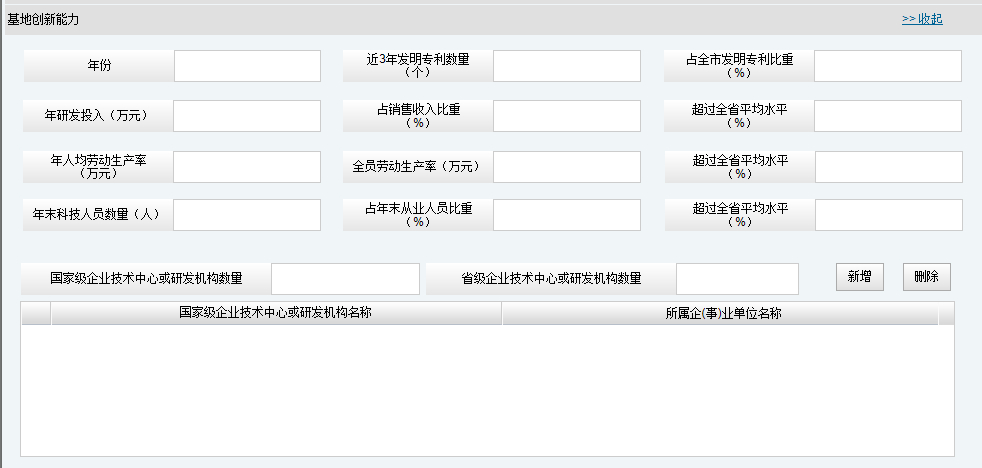 基地创新能力
>> 收起
年份
近3年发明专利数量
（个）
占全市发明专利比重
（%）
年研发投入（万元）
占销售收入比重
（%）
超过全省平均水平
（%）
年人均劳动生产率
（万元）
全员劳动生产率（万元）
超过全省平均水平
（%）
年末科技人员数量（人）
占年末从业人员比重
（%）
超过全省平均水平
（%）
国家级企业技术中心或研发机构数量
省级企业技术中心或研发机构数量
新增
删除
国家级企业技术中心或研发机构名称
所属企(事)业单位名称